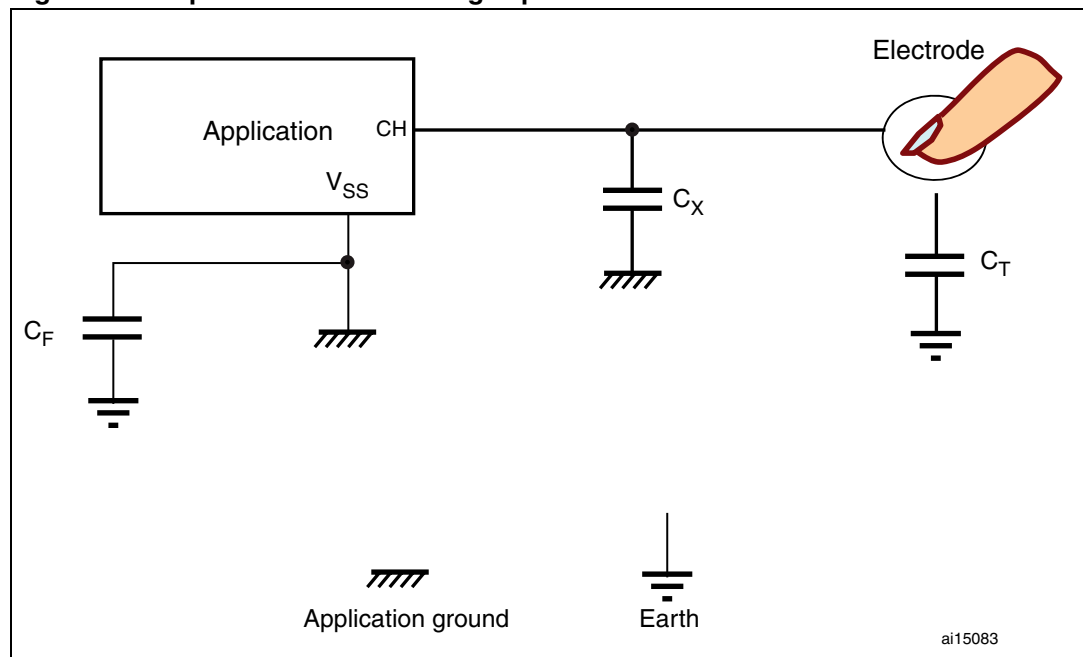 Electrode
Application
CH
VSS
CX
CT
CF
Application ground
Earth
ai15083